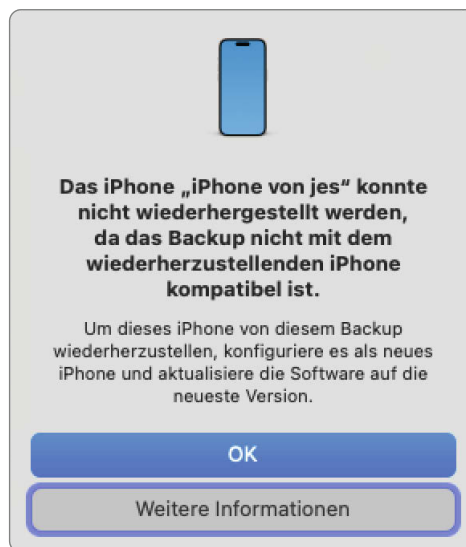 Das iPhone „iPhone von jes“ konnte
nicht wiederhergestellt werden,
da das Backup nicht mit dem
wiederherzustellenden iPhone
kompatibel ist.
Um dieses iPhone von diesem Backup
wiederherzustellen, konfiguriere es als neues
iPhone und aktualisiere die Software auf die
neueste Version.
OK
Weitere Informationen